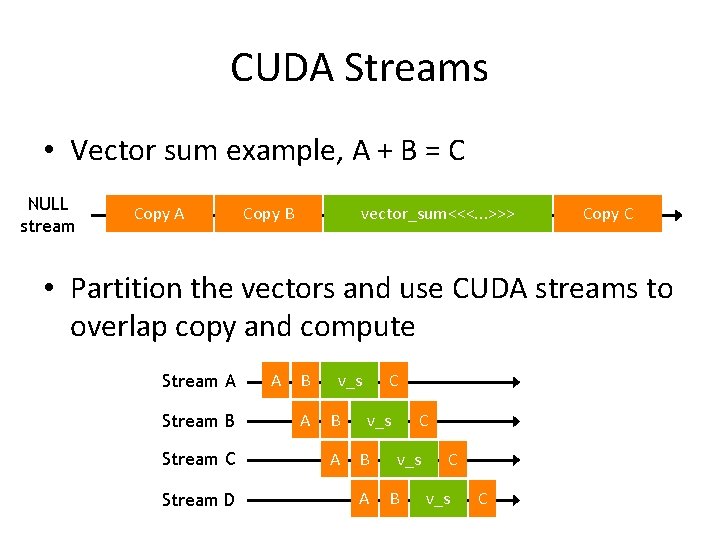 CUDA Streams
• Vector sum example, A + B = C
NULL
stream
Copy A
Copy B
vector_sum<<<...>>>
Copy C
• Partition the vectors and use CUDA streams to
overlap copy and compute
Stream A A B v_s C
Stream B A B v_s C
Stream C A B v_s C
Stream D A B v_s C